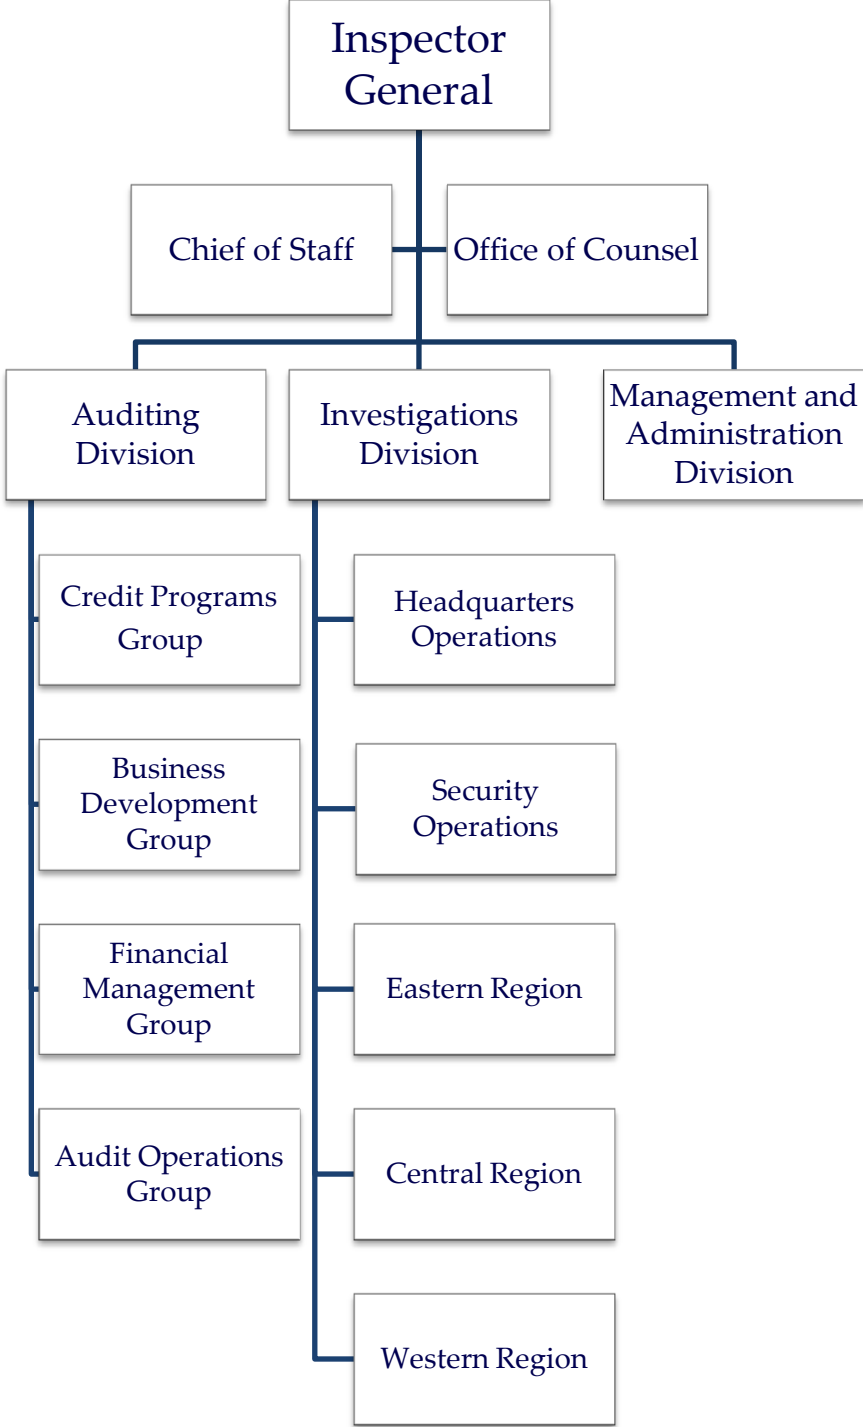 Inspector
General
Chief of Staff
Office of Counsel
Auditing
Division
Investigations
Division
Management and
Administration
Division
Credit Programs
Group
Business
Development
Group
Financial
Management
Group
Audit Operations
Group
Headquarters
Operations
Security
Operations
Eastern Region
Central Region
Western Region